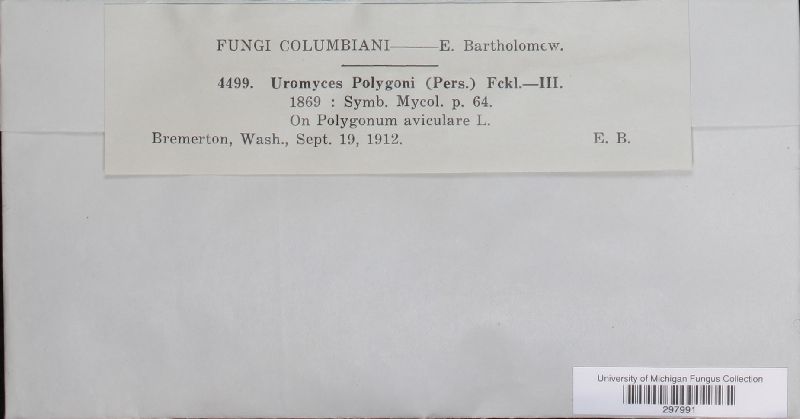 FUNGI COLUMBIANI——E. Bartholomew.
4499. Uromyces Polygoni (Pers.) Fckl.—III.
1869 : Symb. Mycol. p. 64.
On Polygonum aviculare L.
Bremerton, Wash., Sept. 19, 1912. E. B.
University of Michigan Fungus Collection
297991